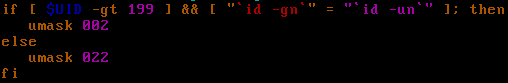 if [ $UID -gt 199 ] && [ "`id -gn`" = "`id -un`" ]; then
   umask 002
else
   umask 022
fi